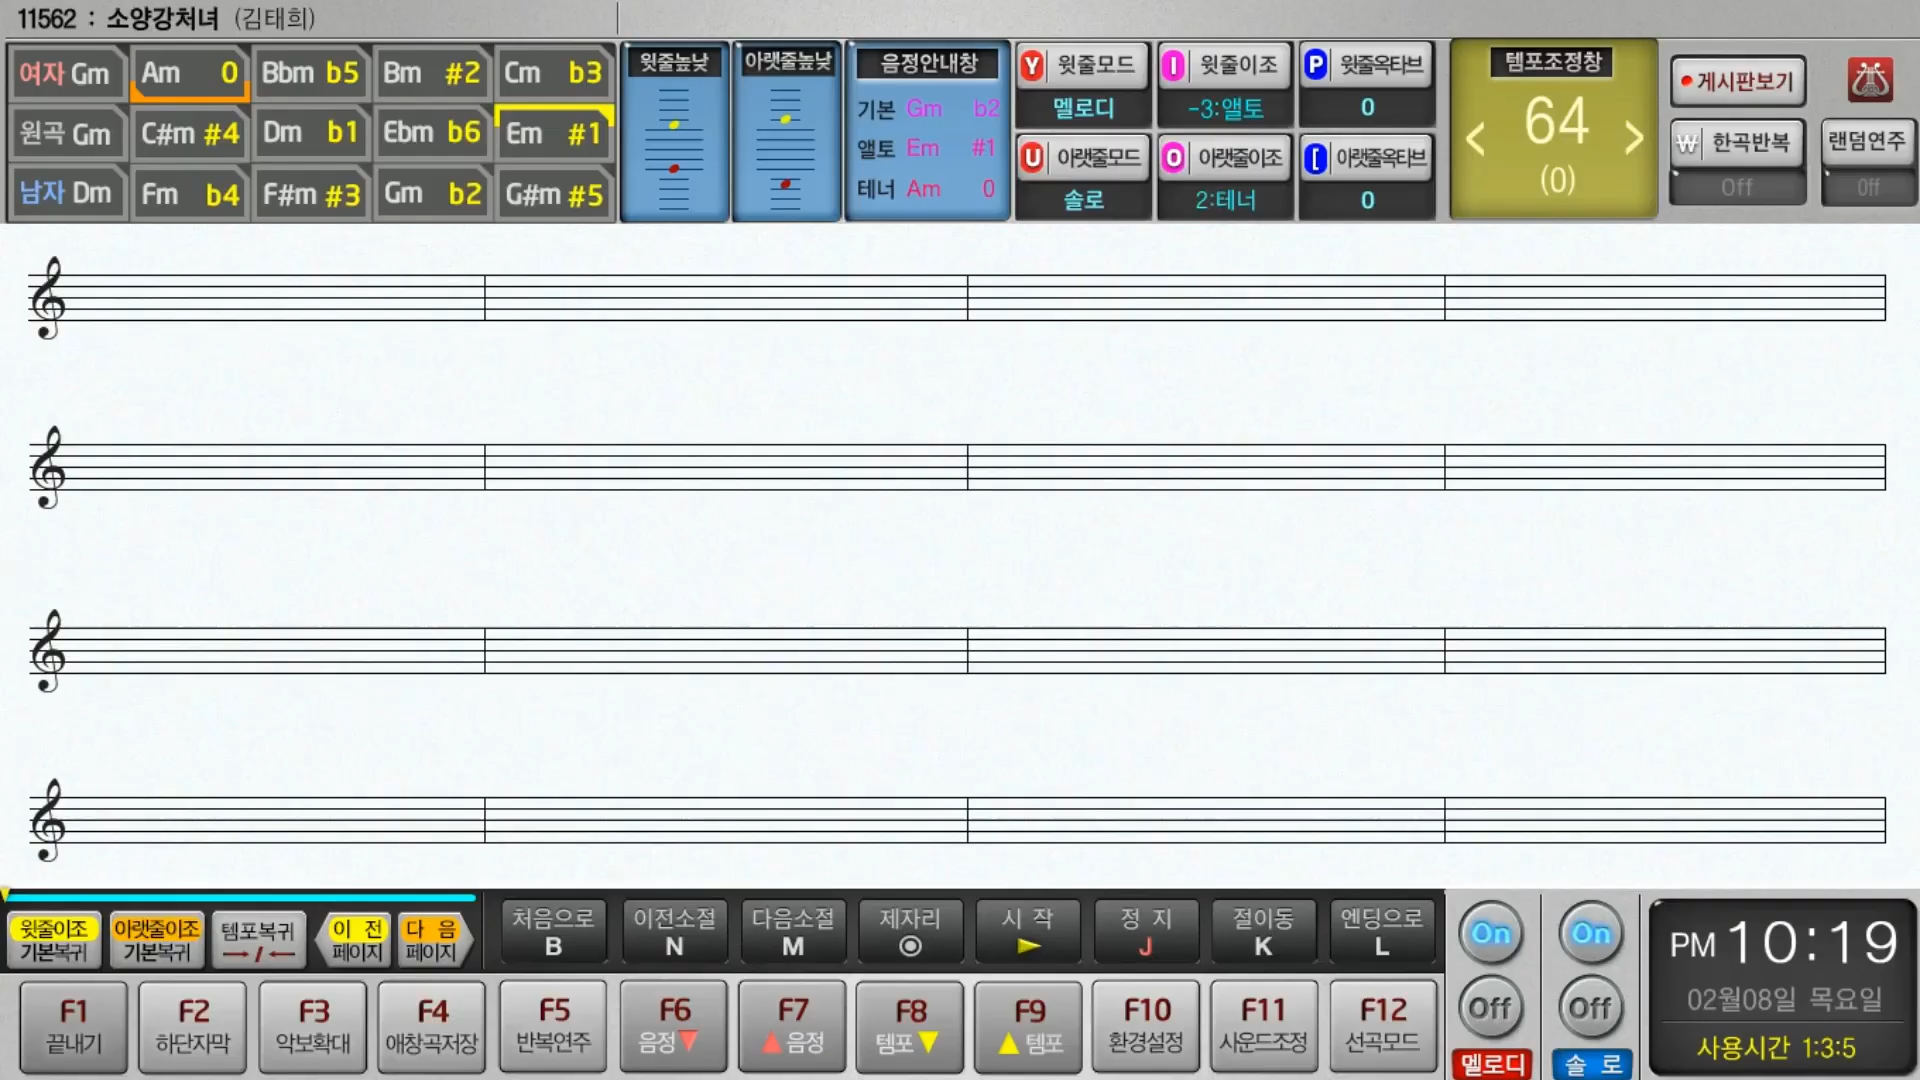 11562 : 소양강처녀 (김태희)
여자 Gm Am 0 Bbm b5 Bm #2 Cm b3
원곡 Gm C#m #4 Dm b1 Ebm b6 Em #1
남자 Dm Fm b4 F#m #3 Gm b2 G#m #5
윗줄높낮 아랫줄높낮
음정안내창
기본 Gm b2
앨토 Em #1
테너 Am 0
Y 윗줄모드 I 윗줄이조 P 윗줄옥타브
멜로디 -3:앨토 0
U 아랫줄모드 O 아랫줄이조 [ 아랫줄옥타브
솔로 2:테너 0
템포조정창
< 64 >
(0)
게시판보기
W 한곡반복 랜덤연주
Off Off
윗줄이조 기본복귀
아랫줄이조 기본복귀
템포복귀
이 전 페이지
다 음 페이지
처음으로 B
이전소절 N
다음소절 M
제자리
시 작
정 지 J
절이동 K
엔딩으로 L
F1 끝내기
F2 하단자막
F3 악보확대
F4 애창곡저장
F5 반복연주
F6 음정▼
F7 ▲음정
F8 템포▼
F9 ▲템포
F10 환경설정
F11 사운드조정
F12 선곡모드
On On
Off Off
멜로디 솔 로
PM 10:19
02월08일 목요일
사용시간 1:3:5